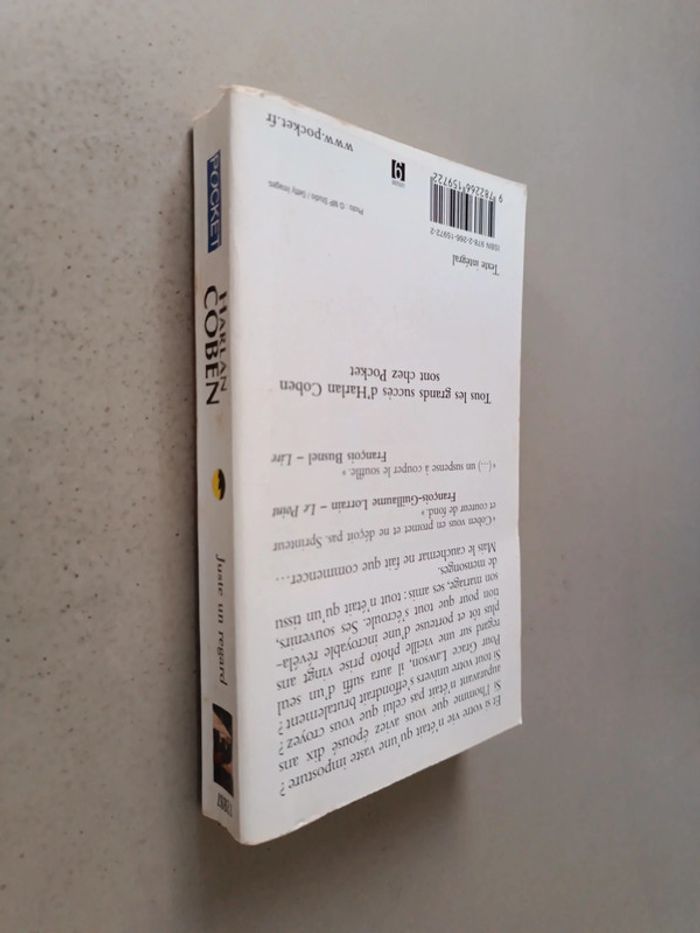 Et si votre vie n'était qu'une vaste imposture ?
Si l'homme que vous aviez épousé dix ans
auparavant n'était pas celui que vous croyez ?
Si tout votre univers s'effondrait brutalement ?
Pour Grace Lawson, il aura suffi d'un seul
regard sur une vieille photo prise vingt ans
plus tôt et porteuse d'une incroyable révéla-
tion pour que tout s'écroule. Ses souvenirs,
son mariage, ses amis : tout n'était qu'un tissu
de mensonges.
Mais le cauchemar ne fait que commencer…
« Coben en vous promet et ne déçoit pas. Sprinteur
et coureur de fond. »
François-Guillaume Lorrain – Le Point
« (…) un suspense à couper le souffle. »
François Busnel – Lire
Tous les grands succès d'Harlan Coben
sont chez Pocket
Texte intégral
ISBN 978-2-266-15972-2
9 782266 159722
Photo : © MP Studio / Getty Images
www.pocket.fr
POCKET
HARLAN
COBEN
Juste un regard